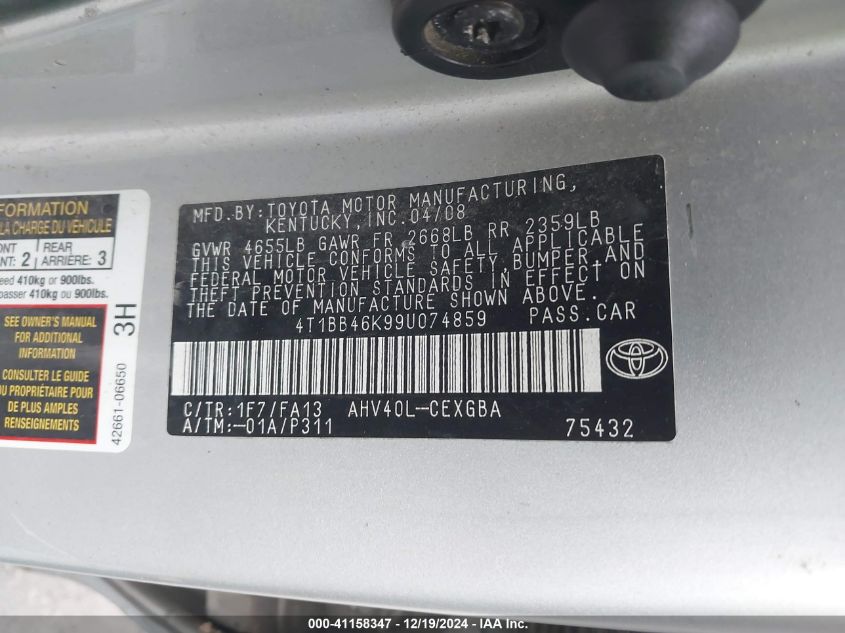 FORMATION
LA CHARGE DU VÉHICULE
ONT
NT: 2
REAR
ARRIÈRE: 3
eed 410kg or 900lbs.
passer 410kg ou 900lbs.
SEE OWNER'S MANUAL
FOR ADDITIONAL
INFORMATION
CONSULTER LE GUIDE
DU PROPRIÉTAIRE POUR
DE PLUS AMPLES
RENSEIGNEMENTS
3H
42661-06650
MFD. BY: TOYOTA MOTOR MANUFACTURING,
KENTUCKY, INC. 04/08
GVWR 4655LB GAWR FR 2668LB RR 2359LB
THIS VEHICLE CONFORMS TO ALL APPLICABLE
FEDERAL MOTOR VEHICLE SAFETY, BUMPER, AND
THEFT PREVENTION STANDARDS IN EFFECT ON
THE DATE OF MANUFACTURE SHOWN ABOVE.
4T1BB46K99U074859 PASS. CAR
C/TR: 1F7/FA13 AHV40L-CEXGBA
A/TM: -01A/P311 75432
000-41158347 - 12/19/2024 - IAA Inc.